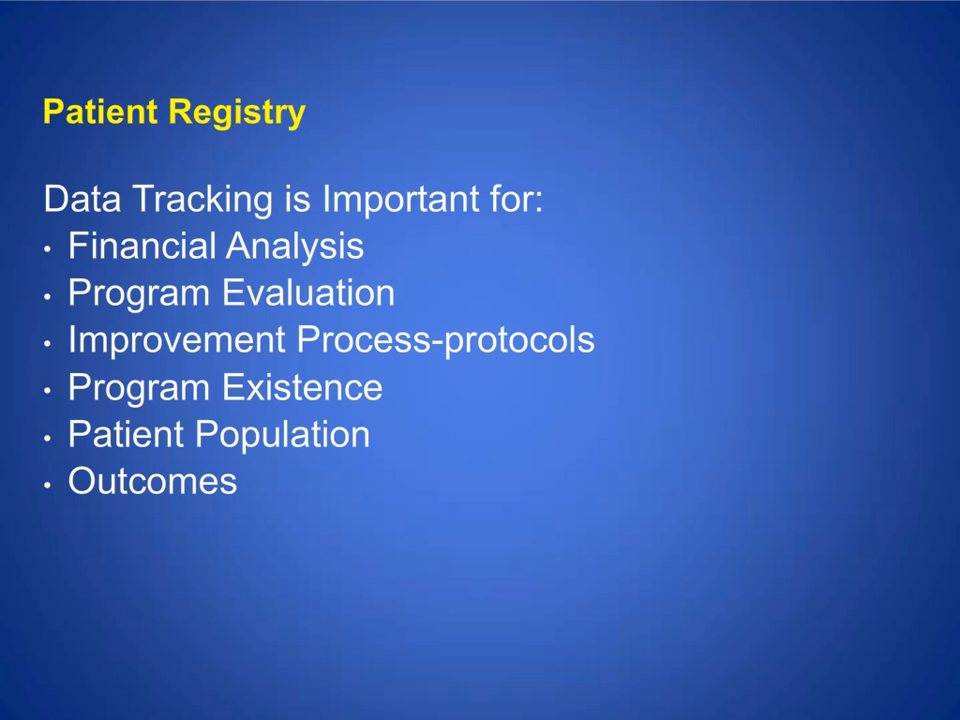 Patient Registry
Data Tracking is Important for:
• Financial Analysis
• Program Evaluation
• Improvement Process-protocols
• Program Existence
• Patient Population
• Outcomes